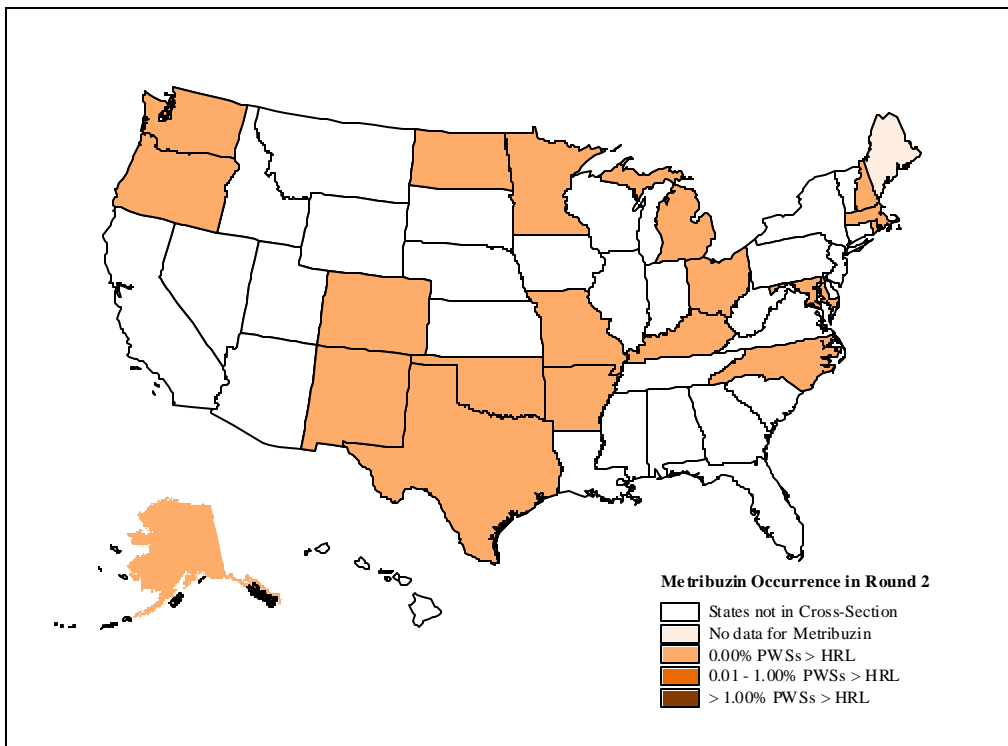 Metribuzin Occurrence in Round 2
States not in Cross-Section
No data for Metribuzin
0.00% PWSs > HRL
0.01 - 1.00% PWSs > HRL
> 1.00% PWSs > HRL